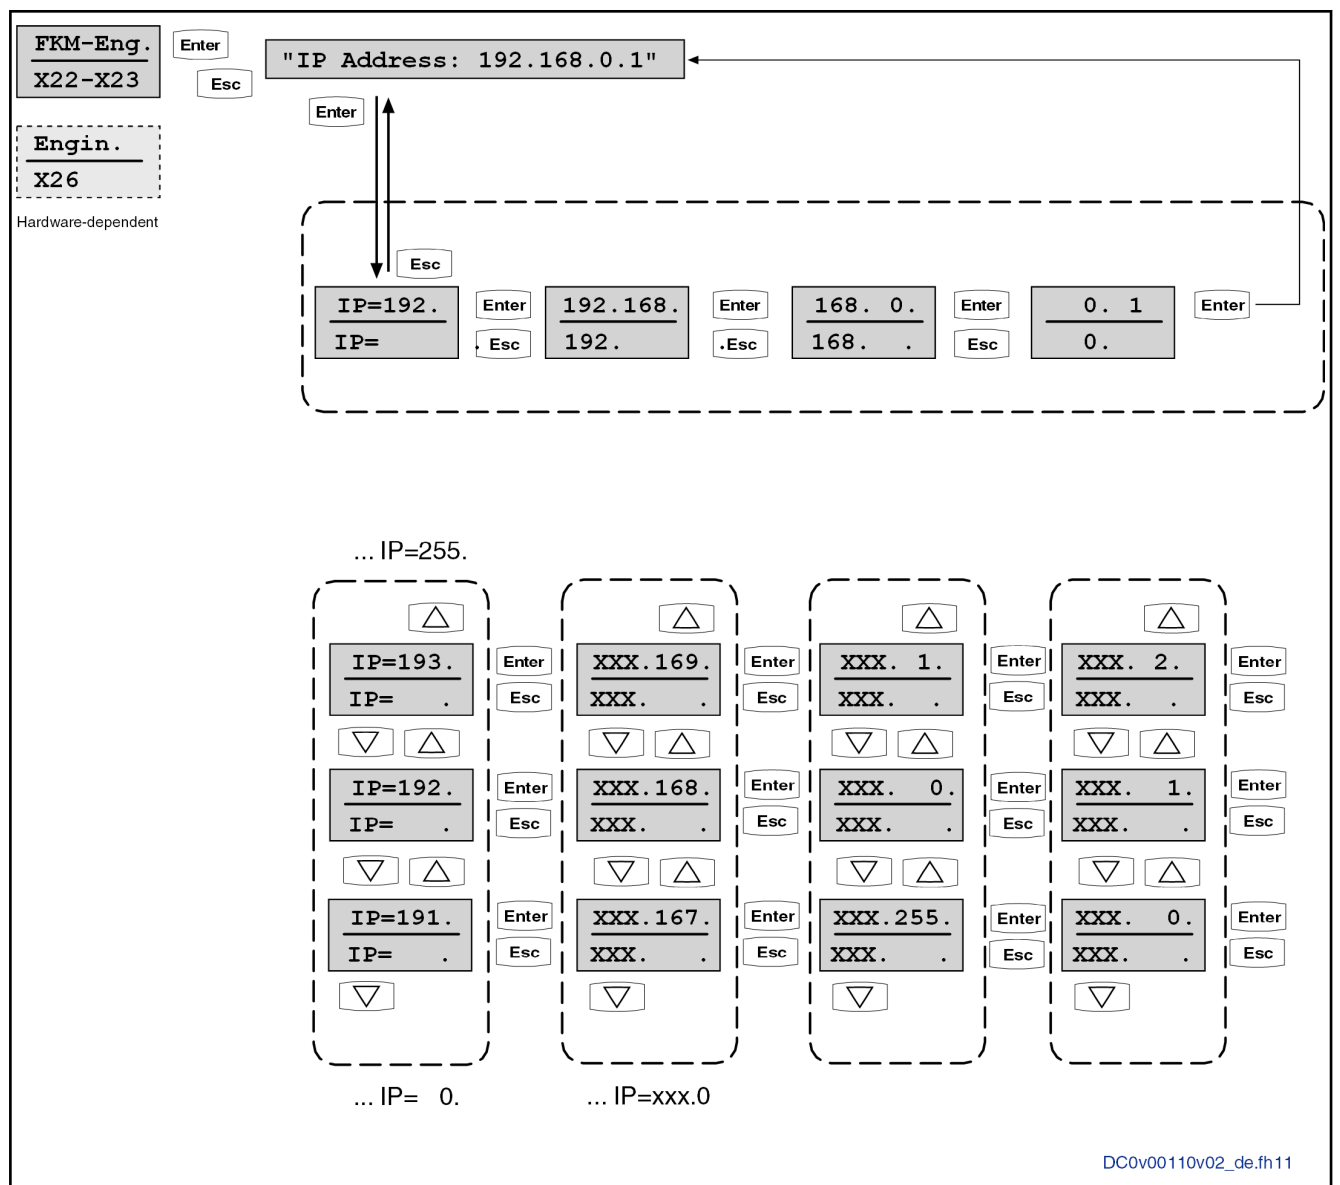 FKM-Eng.
X22-X23
Enter
Esc
"IP Address: 192.168.0.1"
Enter
Engin.
X26
Hardware-dependent
Esc
IP=192.
IP= .
Enter
Esc
192.168.
192. .
Enter
Esc
168. 0.
168. .
Enter
Esc
0. 1
0.
Enter
... IP=255.
IP=193.
IP= .
Enter
Esc
XXX.169.
XXX. .
Enter
Esc
XXX. 1.
XXX. .
Enter
Esc
XXX. 2.
XXX. .
Enter
Esc
IP=192.
IP= .
Enter
Esc
XXX.168.
XXX. .
Enter
Esc
XXX. 0.
XXX. .
Enter
Esc
XXX. 1.
XXX. .
Enter
Esc
IP=191.
IP= .
Enter
Esc
XXX.167.
XXX. .
Enter
Esc
XXX.255.
XXX. .
Enter
Esc
XXX. 0.
XXX. .
Enter
Esc
... IP= 0.
... IP=xxx.0
DC0v00110v02_de.fh11